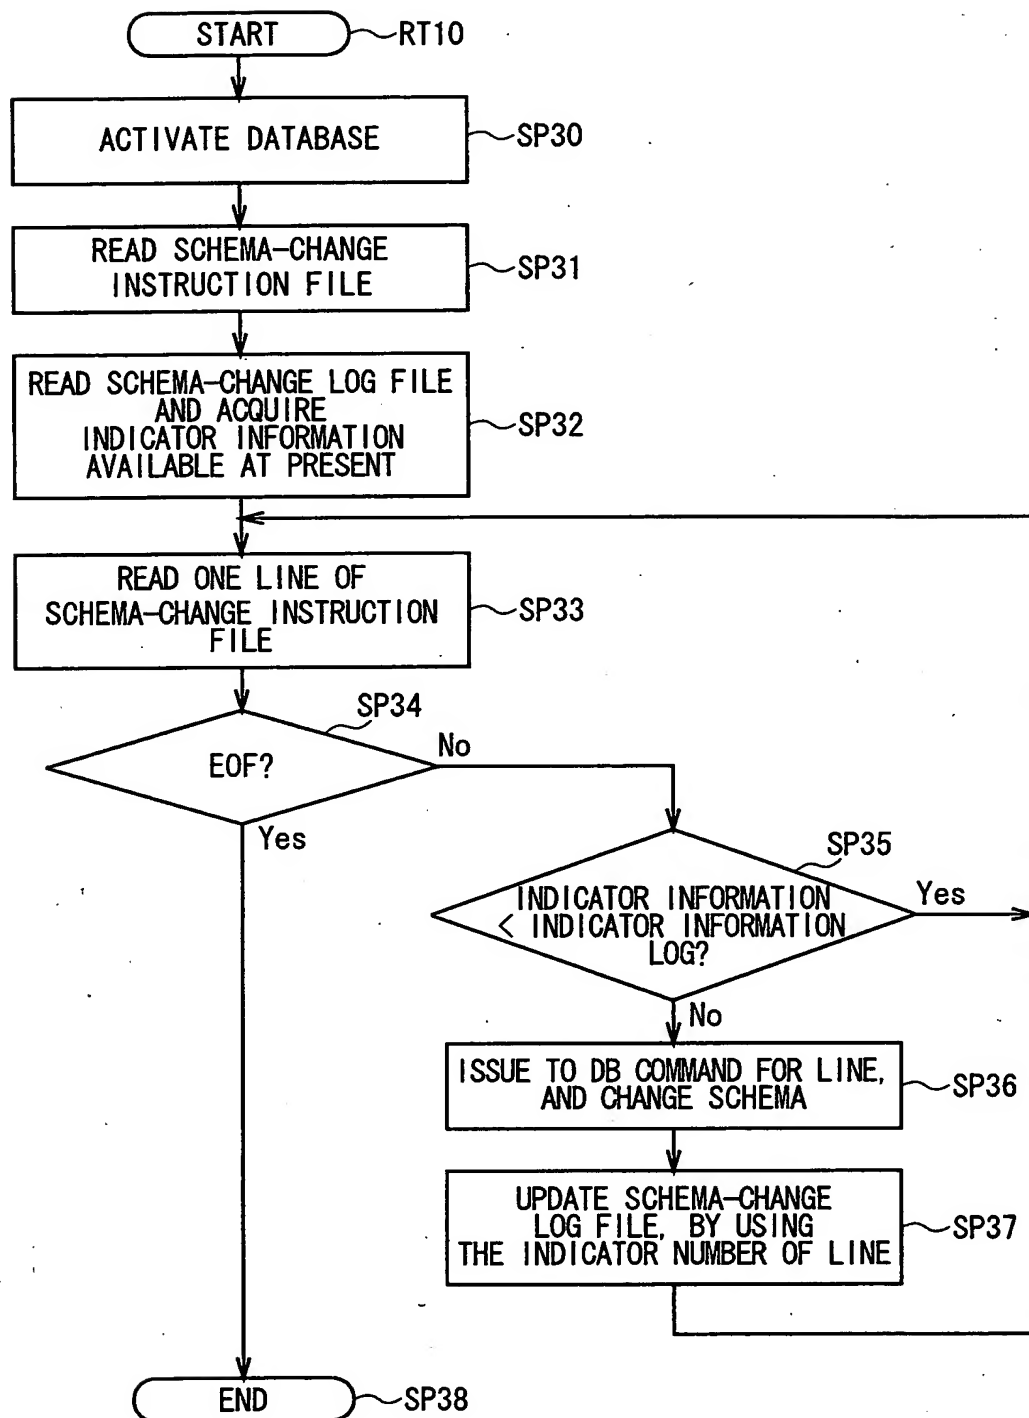 START
RT10
ACTIVATE DATABASE
SP30
READ SCHEMA-CHANGE
INSTRUCTION FILE
SP31
READ SCHEMA-CHANGE LOG FILE
AND ACQUIRE
INDICATOR INFORMATION
AVAILABLE AT PRESENT
SP32
READ ONE LINE OF
SCHEMA-CHANGE INSTRUCTION
FILE
SP33
SP34
EOF?
No
Yes
SP35
INDICATOR INFORMATION
< INDICATOR INFORMATION
LOG?
Yes
No
ISSUE TO DB COMMAND FOR LINE,
AND CHANGE SCHEMA
SP36
UPDATE SCHEMA-CHANGE
LOG FILE, BY USING
THE INDICATOR NUMBER OF LINE
SP37
END
SP38